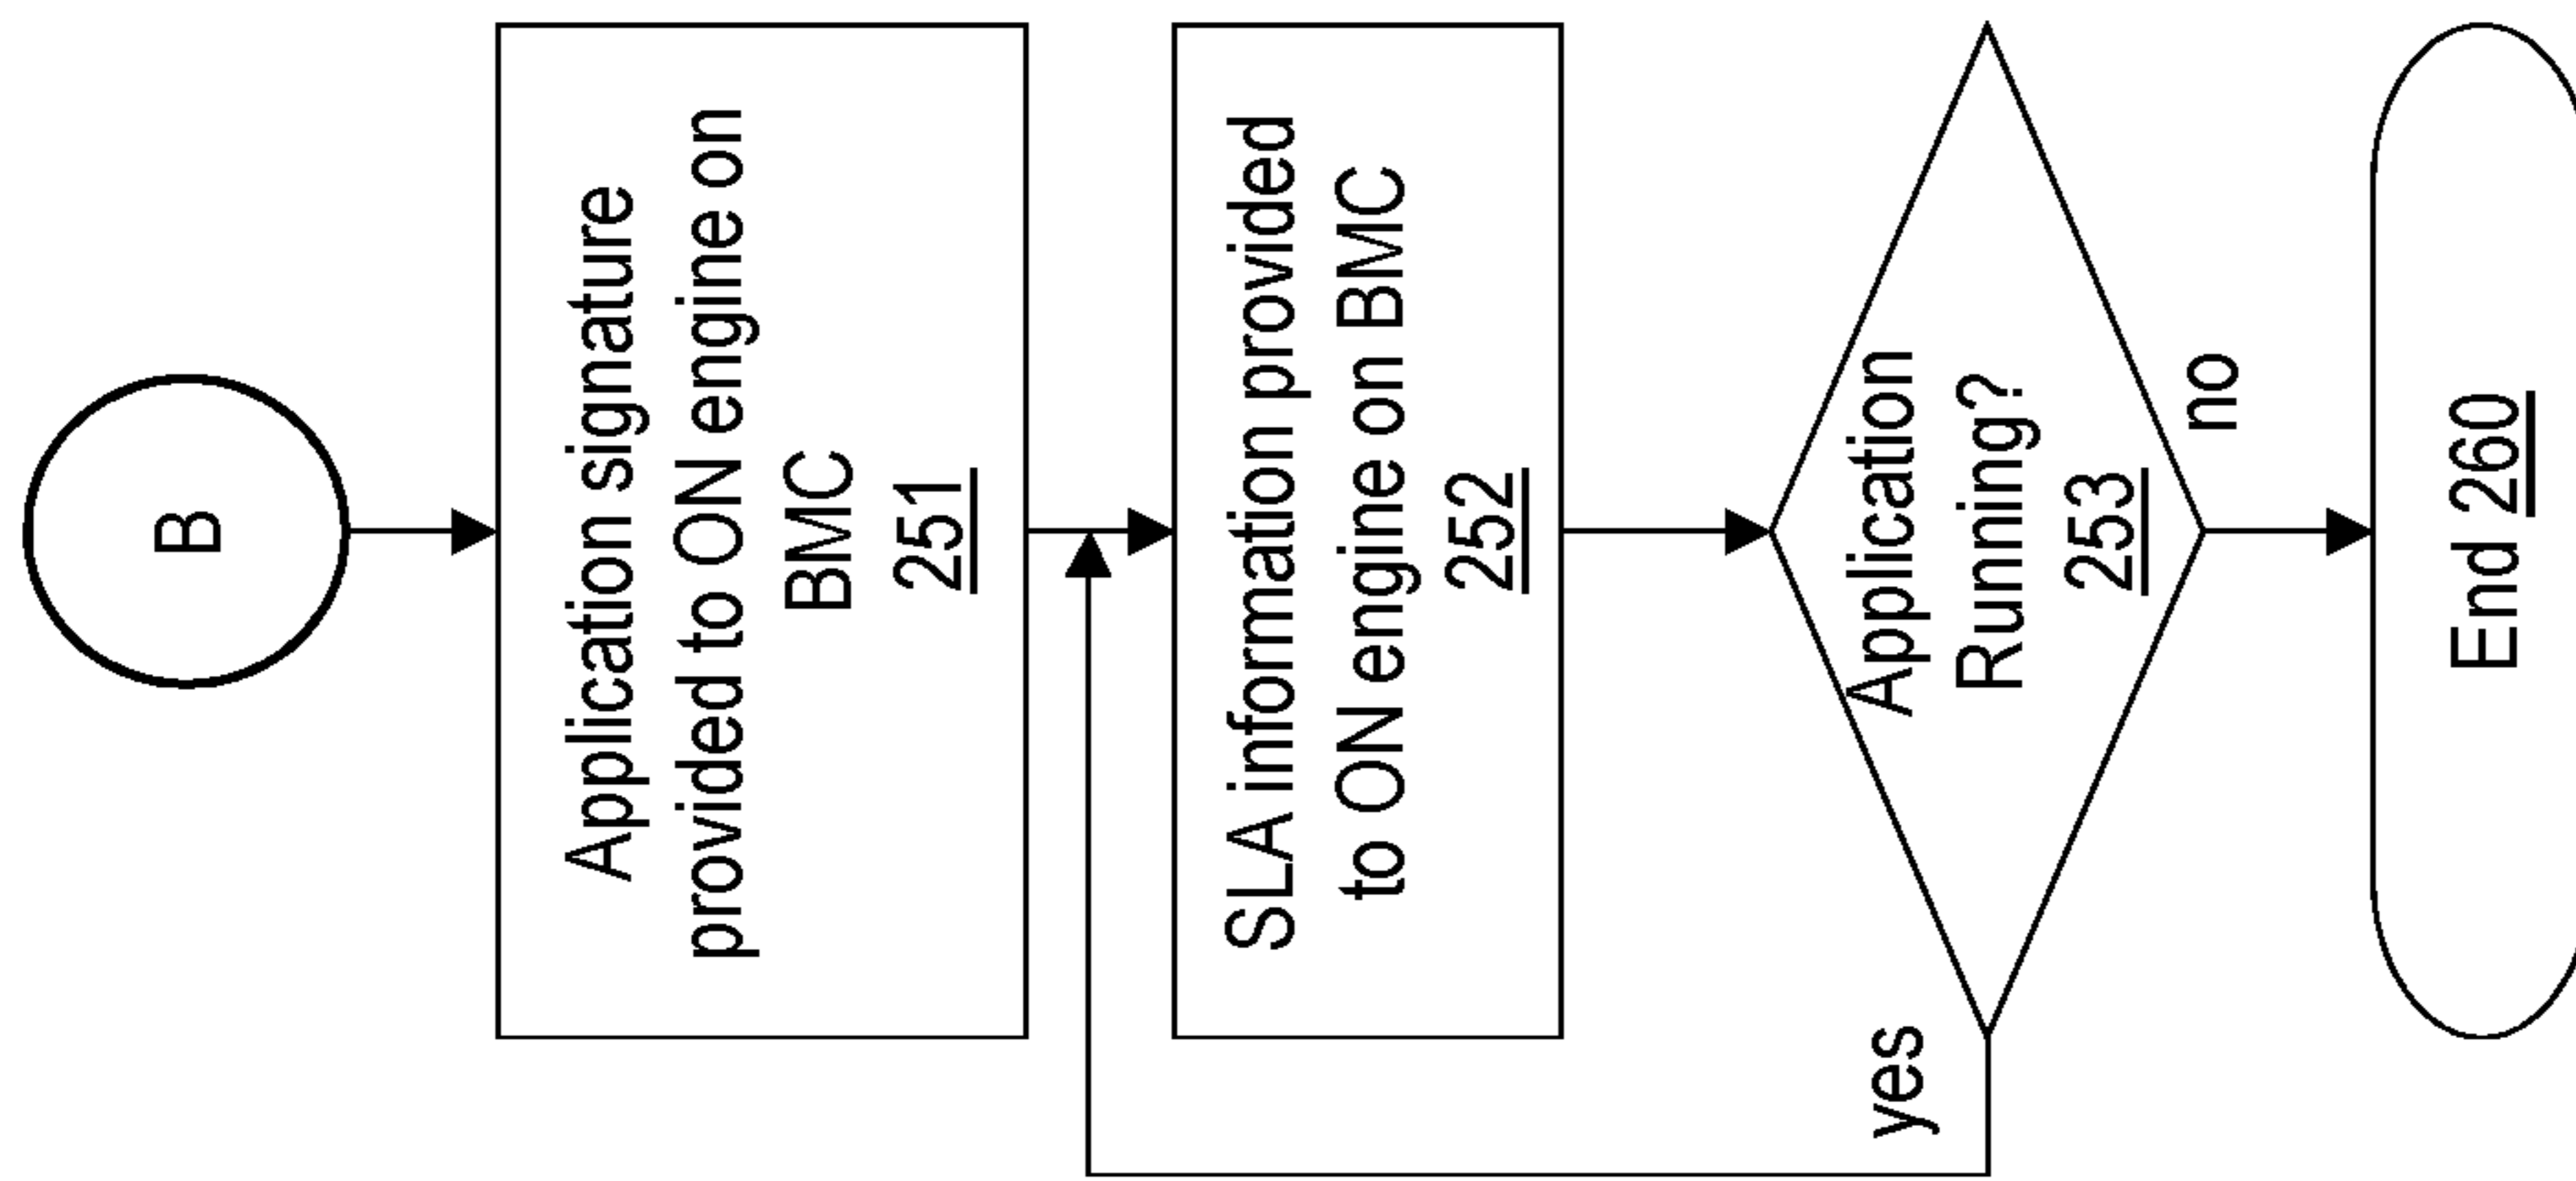 B
Application signature
provided to ON engine on
BMC
251
SLA information provided
to ON engine on BMC
252
Application
Running?
253
yes
no
End 260